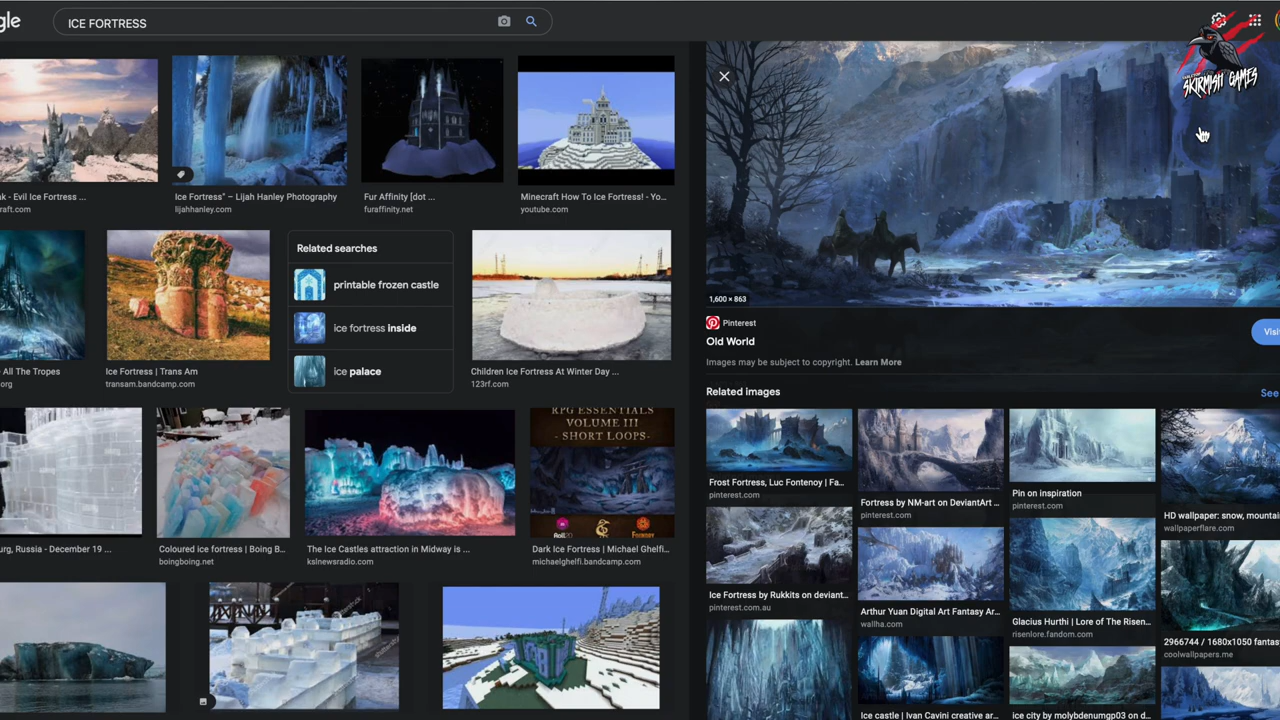 gle
ICE FORTRESS
TABLETOP
SKIRMISH GAMES
k - Evil Ice Fortress ...
raft.com
Ice Fortress" – Lijah Hanley Photography
lijahhanley.com
Fur Affinity [dot ...
furaffinity.net
Minecraft How To Ice Fortress! - Yo...
youtube.com
All The Tropes
org
Ice Fortress | Trans Am
transam.bandcamp.com
Related searches
printable frozen castle
ice fortress inside
ice palace
Children Ice Fortress At Winter Day ...
123rf.com
urg, Russia - December 19 ...
Coloured ice fortress | Boing B...
boingboing.net
The Ice Castles attraction in Midway is ...
kslnewsradio.com
RPG ESSENTIALS
VOLUME III
- SHORT LOOPS-
Dark Ice Fortress | Michael Ghelfi...
michaelghelfi.bandcamp.com
1,600 × 863
Pinterest
Visi
Old World
Images may be subject to copyright. Learn More
Related images
See
Frost Fortress, Luc Fontenoy | Fa...
pinterest.com
Fortress by NM-art on DeviantArt ...
pinterest.com
Pin on inspiration
pinterest.com
HD wallpaper: snow, mountai
wallpaperflare.com
Ice Fortress by Rukkits on deviant...
pinterest.com.au
Arthur Yuan Digital Art Fantasy Ar...
wallha.com
Glacius Hurthi | Lore of The Risen...
risenlore.fandom.com
2966744 / 1680x1050 fantas
coolwallpapers.me
Ice castle | Ivan Cavini creative ar...
ice city by molybdenumgp03 on d...